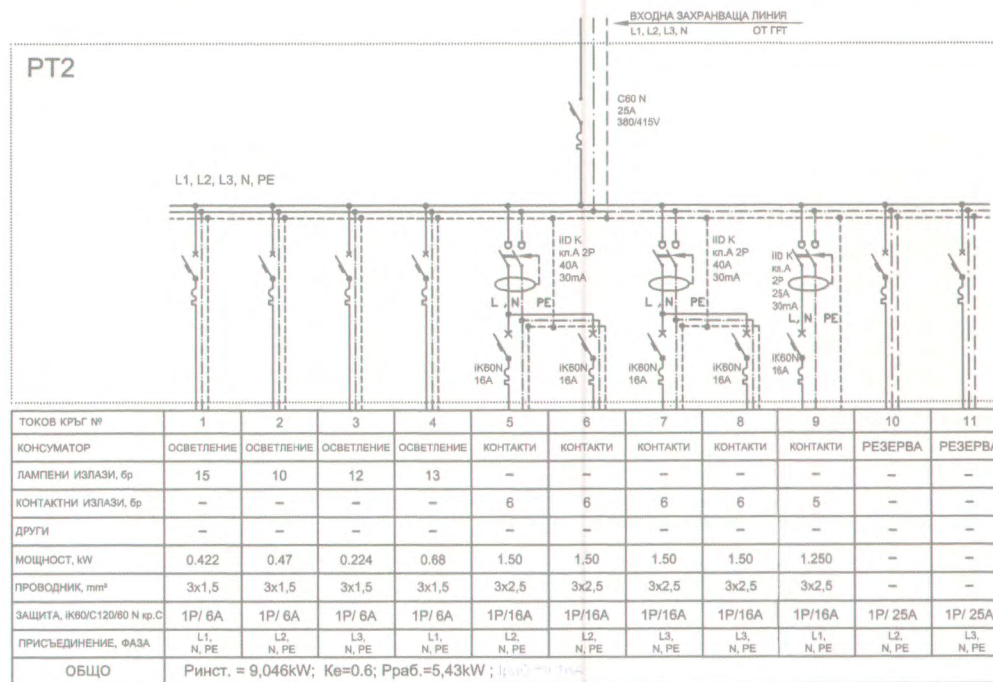 ВХОДНА ЗАХРАНВАЩА ЛИНИЯ
L1, L2, L3, N ОТ ГРТ
РТ2
C60 N
25A
380/415V
L1, L2, L3, N, PE
iID K
кл.А 2P
40A
30mA
L , N PE
iID K
кл.А 2P
40A
30mA
L , N PE
iID K
кл.А
2P
25A
30mA
L, N PE
iK60N
16A
iK60N
16A
iK60N
16A
iK60N
16A
iK60N
16A
ТОКОВ КРЪГ № 1 2 3 4 5 6 7 8 9 10 11
КОНСУМАТОР ОСВЕТЛЕНИЕ ОСВЕТЛЕНИЕ ОСВЕТЛЕНИЕ ОСВЕТЛЕНИЕ КОНТАКТИ КОНТАКТИ КОНТАКТИ КОНТАКТИ КОНТАКТИ РЕЗЕРВА РЕЗЕРВА
ЛАМПЕНИ ИЗЛАЗИ, бр 15 10 12 13 – – – – – – –
КОНТАКТНИ ИЗЛАЗИ, бр – – – – 6 6 6 6 5 – –
ДРУГИ – – – – – – – – – – –
МОЩНОСТ, kW 0.422 0.47 0.224 0.68 1.50 1.50 1.50 1.50 1.250 – –
ПРОВОДНИК, mm² 3x1,5 3x1,5 3x1,5 3x1,5 3x2,5 3x2,5 3x2,5 3x2,5 3x2,5 – –
ЗАЩИТА, iK60/C120/60 N кр.C 1P/ 6A 1P/ 6A 1P/ 6A 1P/ 6A 1P/16A 1P/16A 1P/16A 1P/16A 1P/16A 1P/ 25A 1P/ 25A
ПРИСЪЕДИНЕНИЕ, ФАЗА L1, N, PE L2, N, PE L3, N, PE L1, N, PE L2, N, PE L2, N, PE L3, N, PE L3, N, PE L1, N, PE L2, N, PE L3, N, PE
ОБЩО Pинст. = 9,046kW; Ke=0.6; Pраб.=5,43kW ;